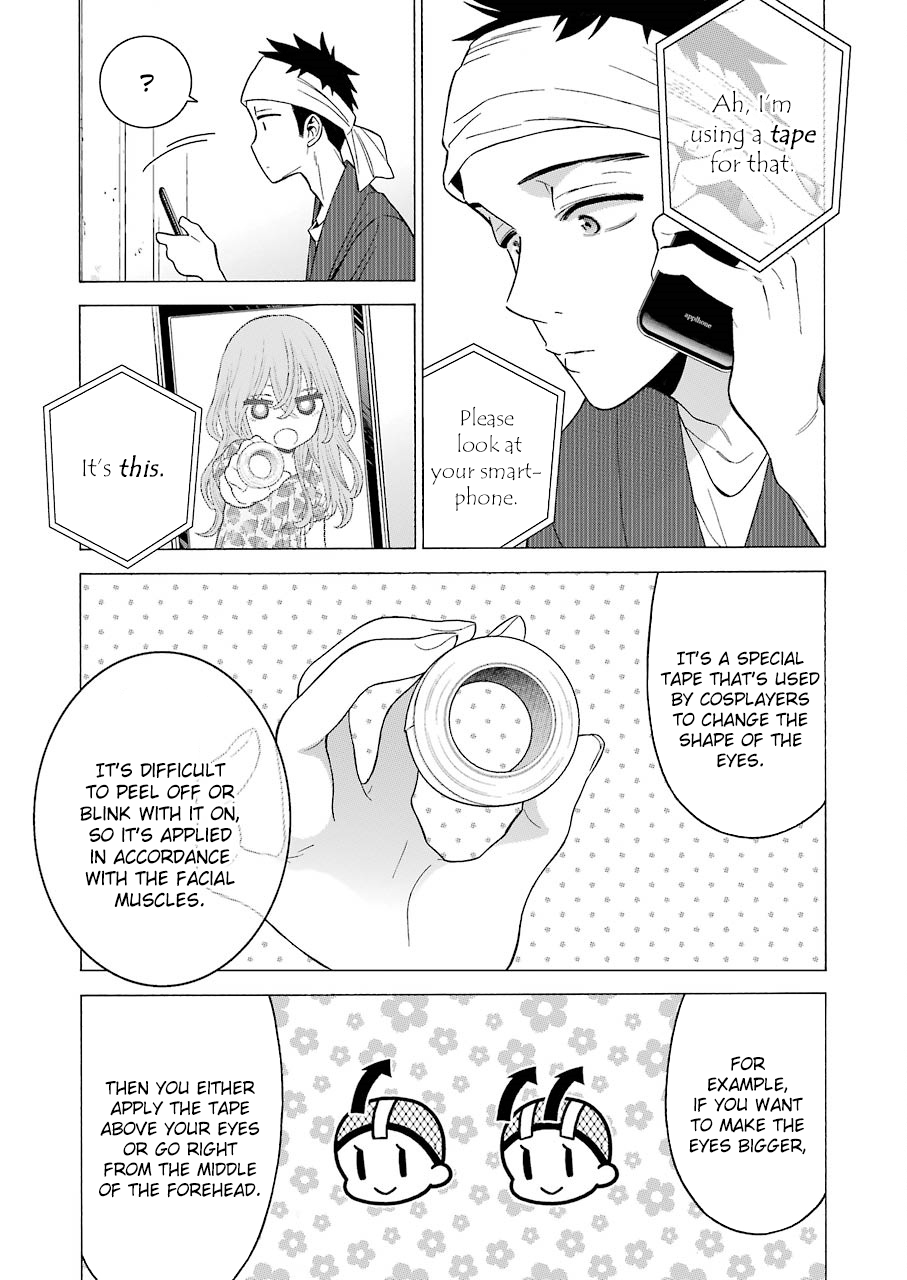 Ah, I'm
using a tape
for that.
applhone
Please
look at
your smart-
phone.
?
It's this.
IT'S A SPECIAL
TAPE THAT'S USED
BY COSPLAYERS
TO CHANGE THE
SHAPE OF THE
EYES.
IT'S DIFFICULT
TO PEEL OFF OR
BLINK WITH IT ON,
SO IT'S APPLIED
IN ACCORDANCE
WITH THE FACIAL
MUSCLES.
FOR
EXAMPLE,
IF YOU WANT
TO MAKE THE
EYES BIGGER,
THEN YOU EITHER
APPLY THE TAPE
ABOVE YOUR EYES
OR GO RIGHT
FROM THE MIDDLE
OF THE FOREHEAD.